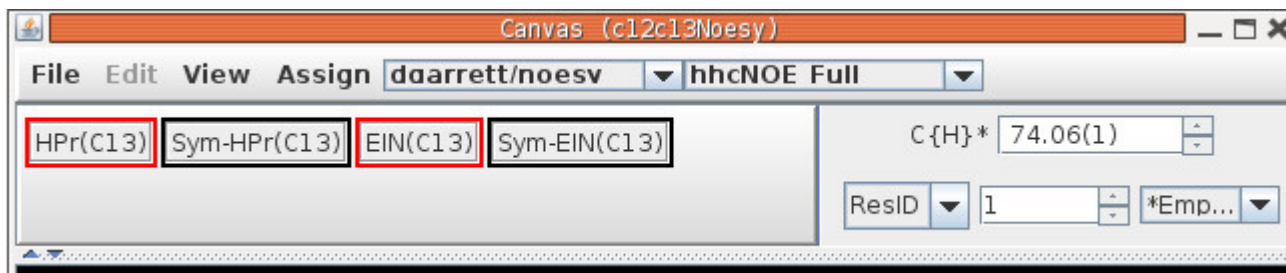 Canvas (cl2cl3Noesy)
File Edit View Assign dgarrett/noesy hhcNOE Full
HPr(C13) Sym-HPr(C13) EIN(C13) Sym-EIN(C13) C{H}* 74.06(1)
ResID 1 *Emp...